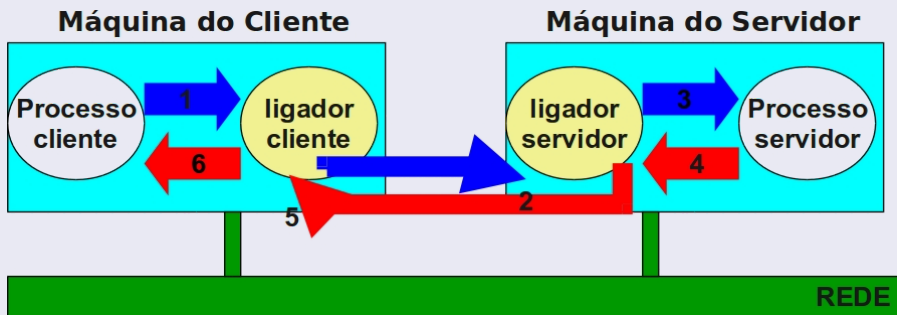 Máquina do Cliente
Máquina do Servidor
Processo
cliente
1
6
ligador
cliente
ligador
servidor
3
4
Processo
servidor
2
5
REDE